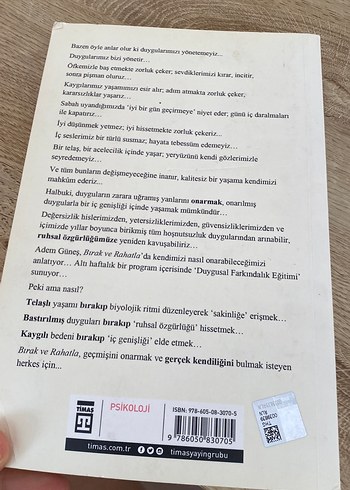 Bazen öyle anlar olur ki duygularımızı yönetemeyiz...
Duygularımız bizi yönetir…
Öfkemizle baş etmekte zorluk çeker; sevdiklerimizi kırar, incitir,
sonra pişman oluruz…
Kaygılarımız yaşamımızı esir alır; adım atmakta zorluk çeker,
kararsızlıklar yaşarız…
Sabah uyandığımızda 'iyi bir gün geçirmeye' niyet eder; günü iç daralmaları
ile kapatırız…
İyi düşünmek yetmez; iyi hissetmekte zorluk çekeriz...
İç seslerimiz bir türlü susmaz; hayata tebessüm edemeyiz…
Bir telaş, bir acelecilik içinde yaşar; yeryüzünü kendi gözlerimizle
seyredemeyiz…
Ve tüm bunların değişmeyeceğine inanır, kalitesiz bir yaşama kendimizi
mahkûm ederiz...
Halbuki, duyguların zarara uğramış yanlarını onarmak, onarılmış
duygularla bir iç genişliği içinde yaşamak mümkündür…
Değersizlik hislerimizden, yetersizliklerimizden, güvensizliklerimizden ve
içimizde yıllar boyunca birikmiş tüm hoşnutsuzluk duygularından arınabilir,
ruhsal özgürlüğümüze yeniden kavuşabiliriz…
Adem Güneş, Bırak ve Rahatla'da kendimizi nasıl onarabileceğimizi
anlatıyor… Altı haftalık bir program içerisinde 'Duygusal Farkındalık Eğitimi'
sunuyor…
Peki ama nasıl?
Telaşlı yaşamı bırakıp biyolojik ritmi düzenleyerek 'sakinliğe' erişmek…
Bastırılmış duyguları bırakıp 'ruhsal özgürlüğü' hissetmek…
Kaygılı bedeni bırakıp 'iç genişliği' elde etmek…
Bırak ve Rahatla, geçmişini onarmak ve gerçek kendiliğini bulmak isteyen
herkes için...
TİMAŞ
PSİKOLOJİ
ISBN: 978-605-08-3070-5
9 786050 830705
timas.com.tr
timasyayingrubu